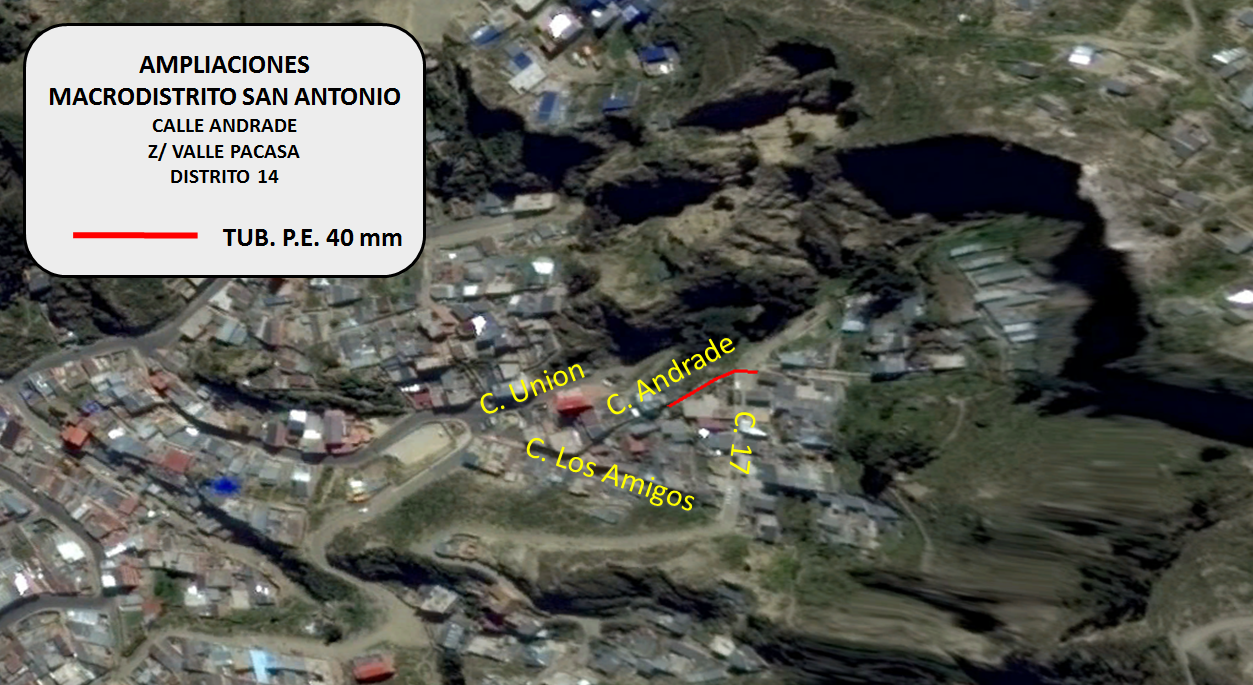 AMPLIACIONES
MACRODISTRITO SAN ANTONIO
CALLE ANDRADE
Z/ VALLE PACASA
DISTRITO 14
TUB. P.E. 40 mm
C. Union
C. Andrade
C. 17
C. Los Amigos